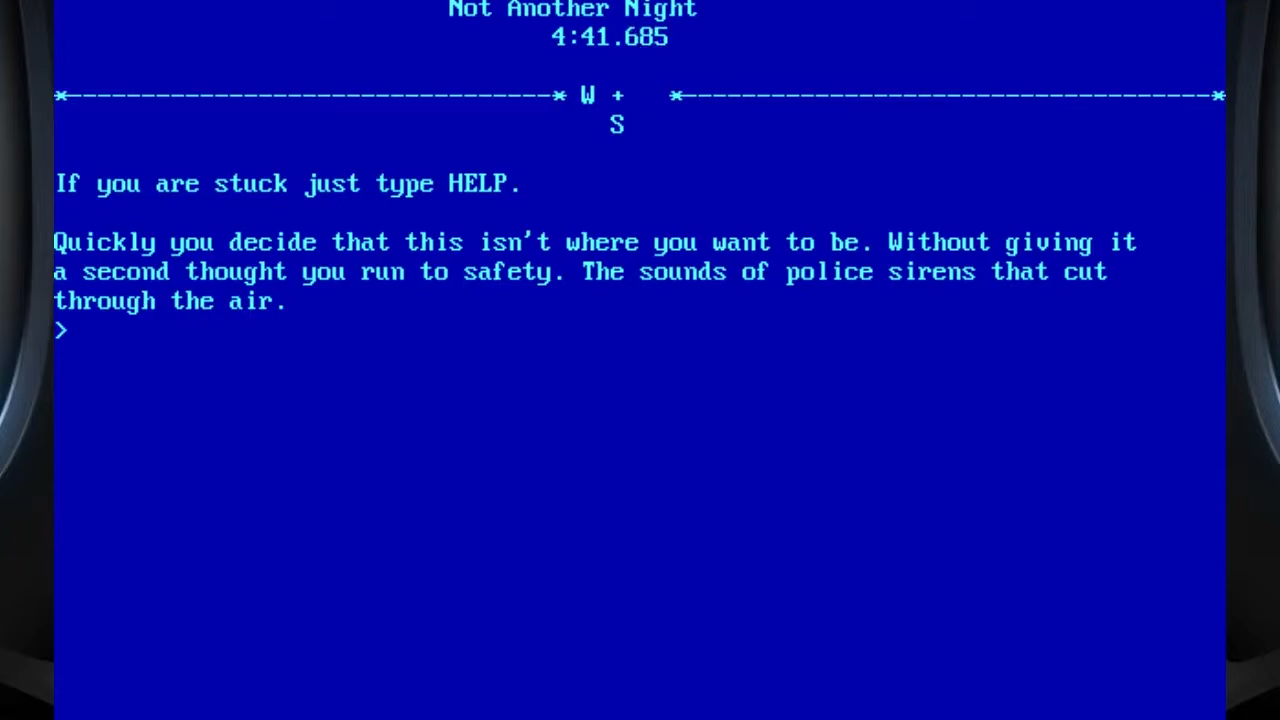 Not Another Night
4:41.685
*----------------------------------* W +   *-------------------------------------*
S
If you are stuck just type HELP.
Quickly you decide that this isn't where you want to be. Without giving it
a second thought you run to safety. The sounds of police sirens that cut
through the air.
>